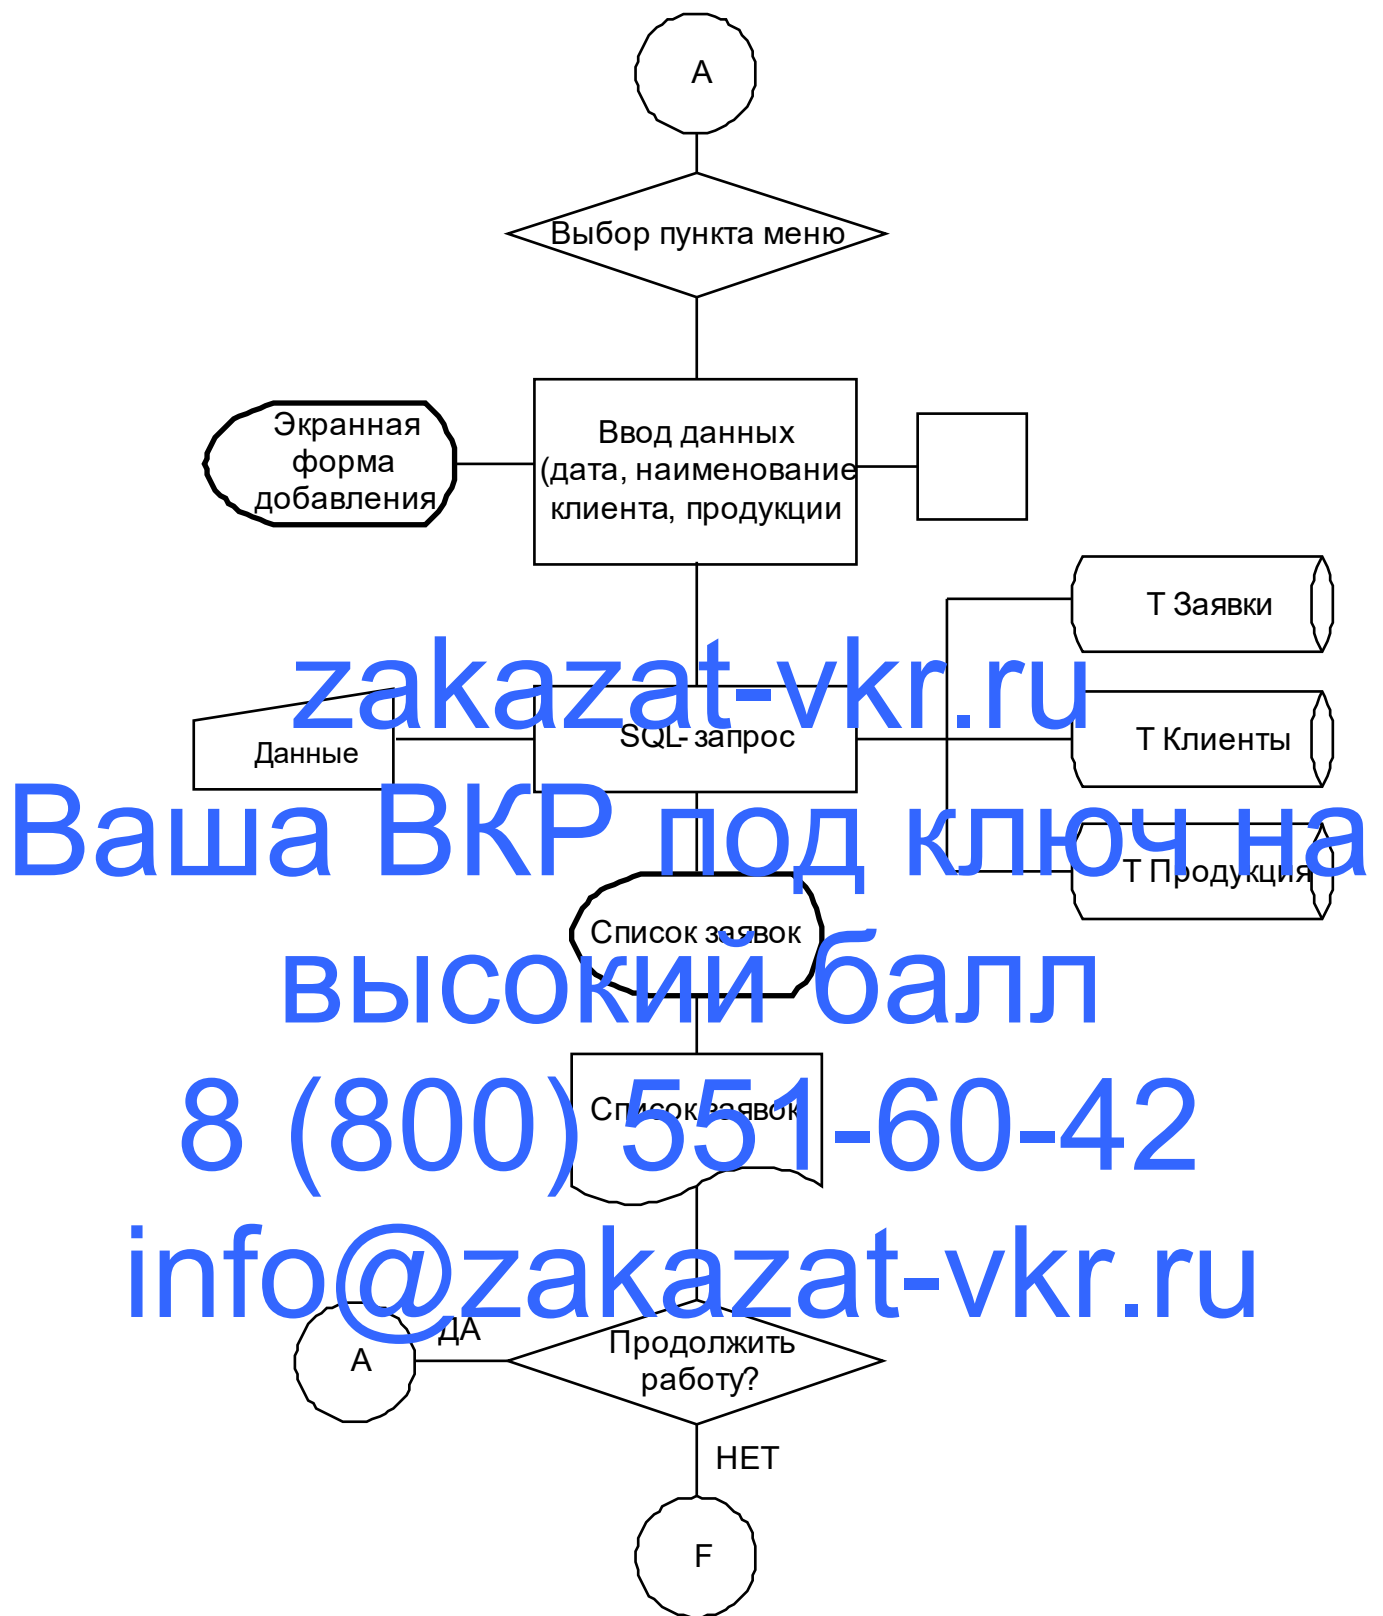 А
Выбор пункта меню
Экранная
форма
добавления
Ввод данных
(дата, наименование
клиента, продукции
Т Заявки
zakazat-vkr.ru
Данные
SQL-запрос
Т Клиенты
Ваша ВКР под ключ на
Т Продукция
Список заявок
высокий балл
Список заявок
8 (800) 551-60-42
info@zakazat-vkr.ru
А
ДА
Продолжить
работу?
НЕТ
F